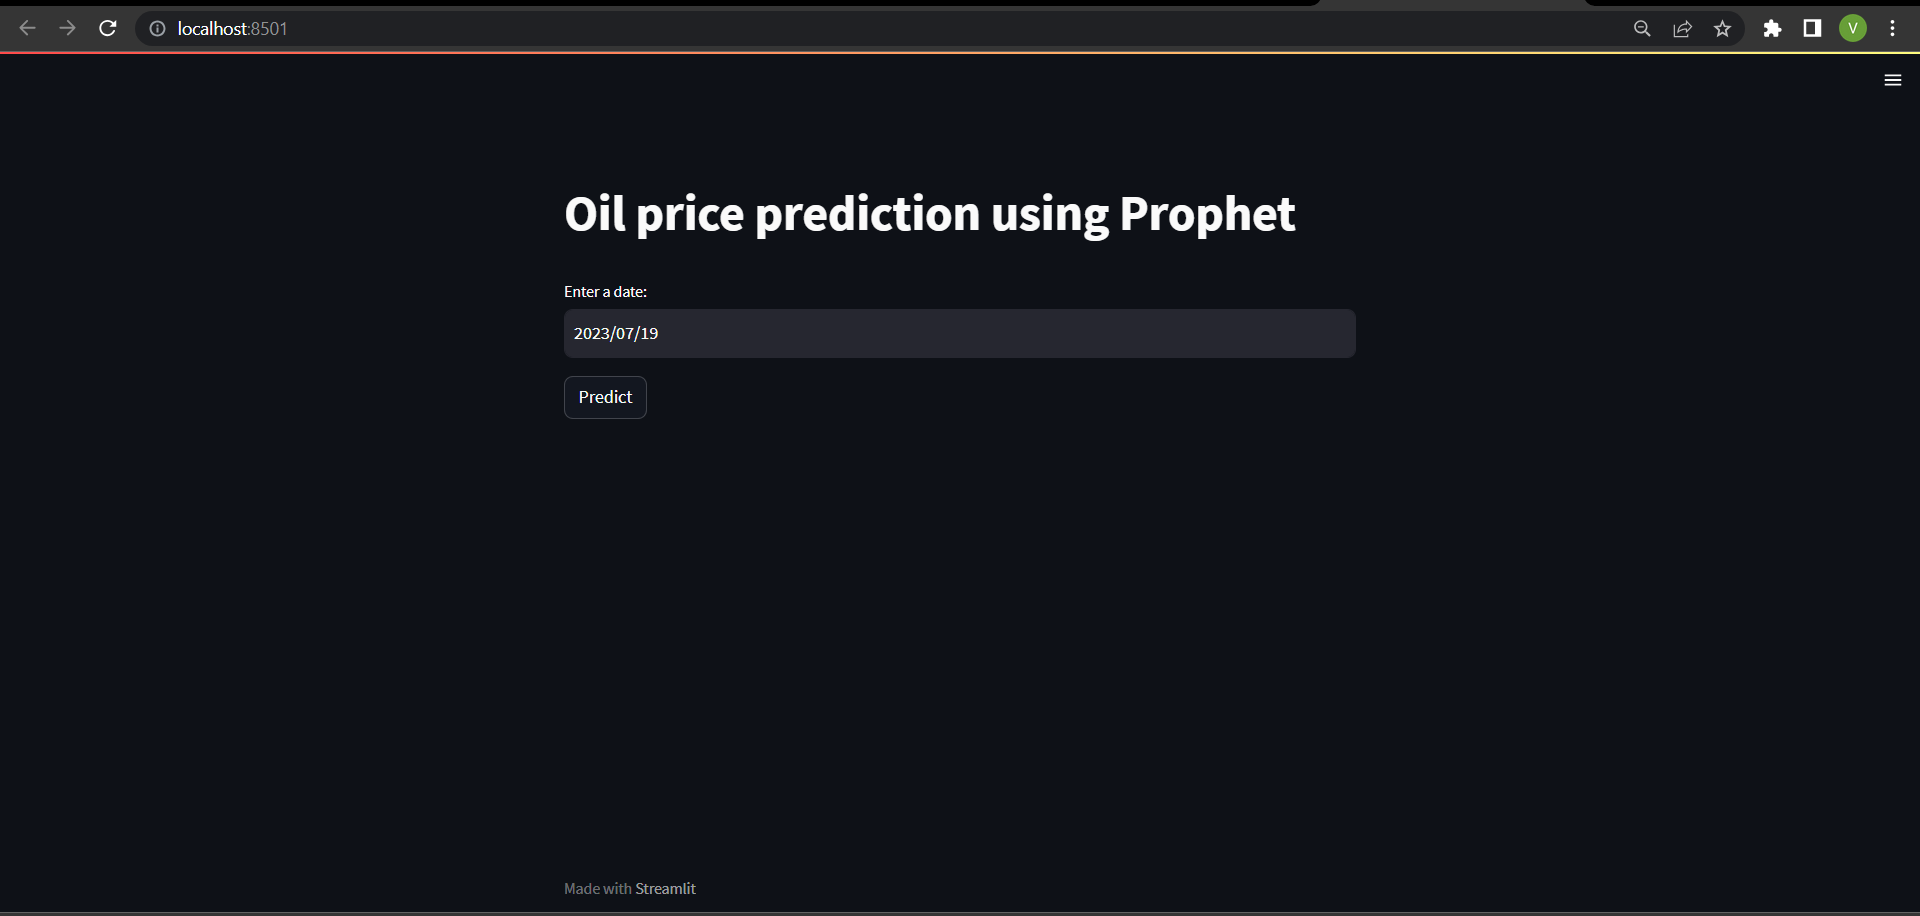 localhost:8501
V
Oil price prediction using Prophet
Enter a date:
2023/07/19
Predict
Made with Streamlit